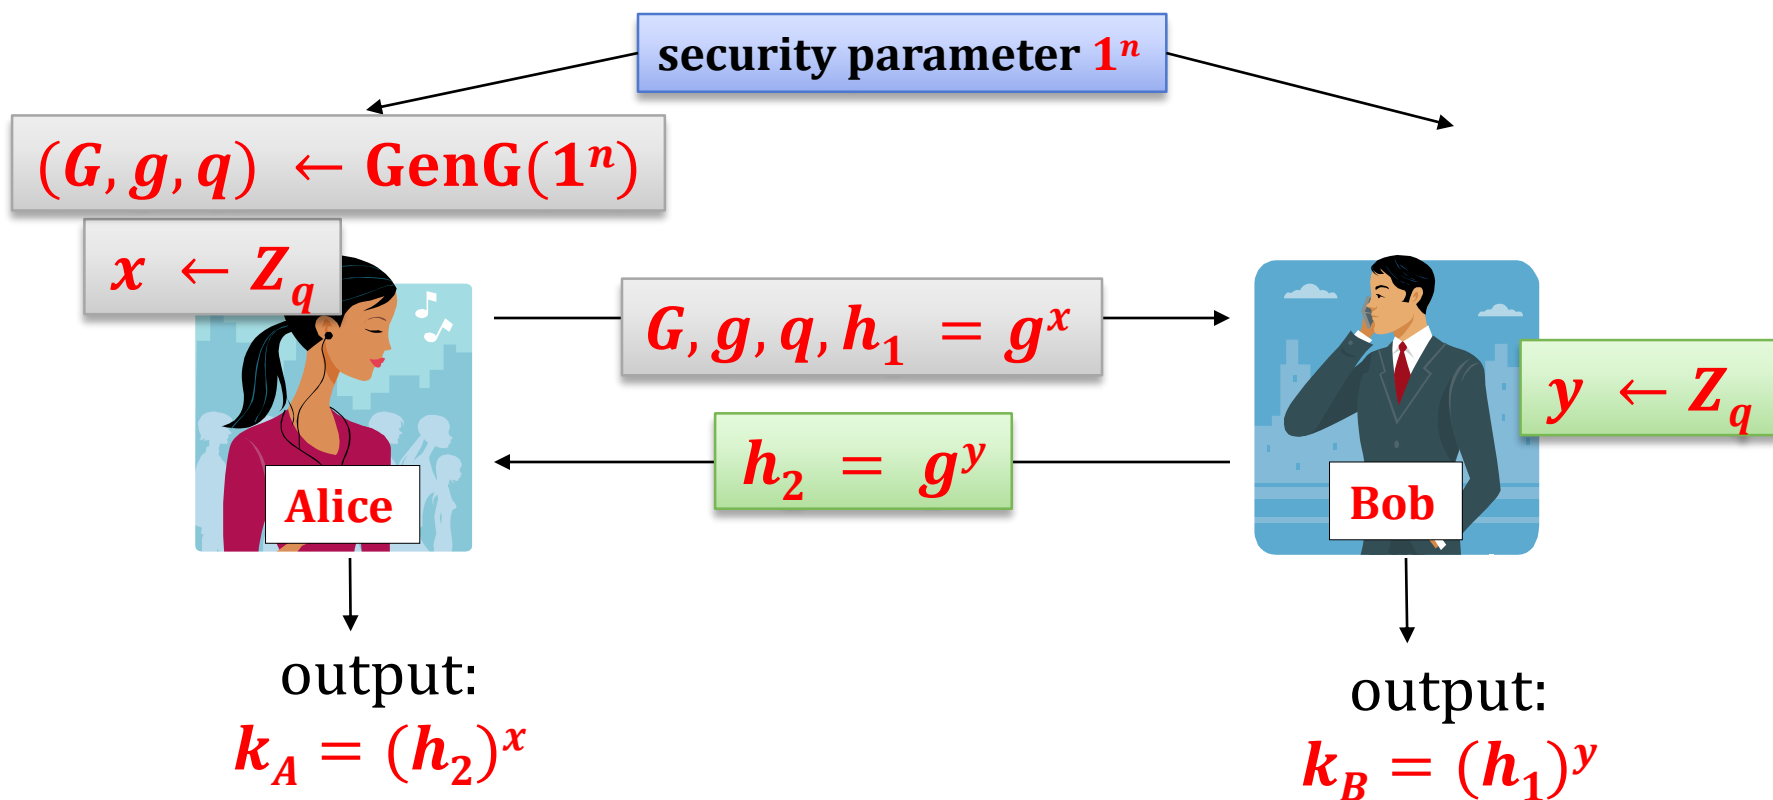 security parameter 1ⁿ
(G, g, q) ← GenG(1ⁿ)
x ← Z_q
G, g, q, h₁ = gˣ
y ← Z_q
h₂ = gʸ
Alice
Bob
output:
k_A = (h₂)ˣ
output:
k_B = (h₁)ʸ